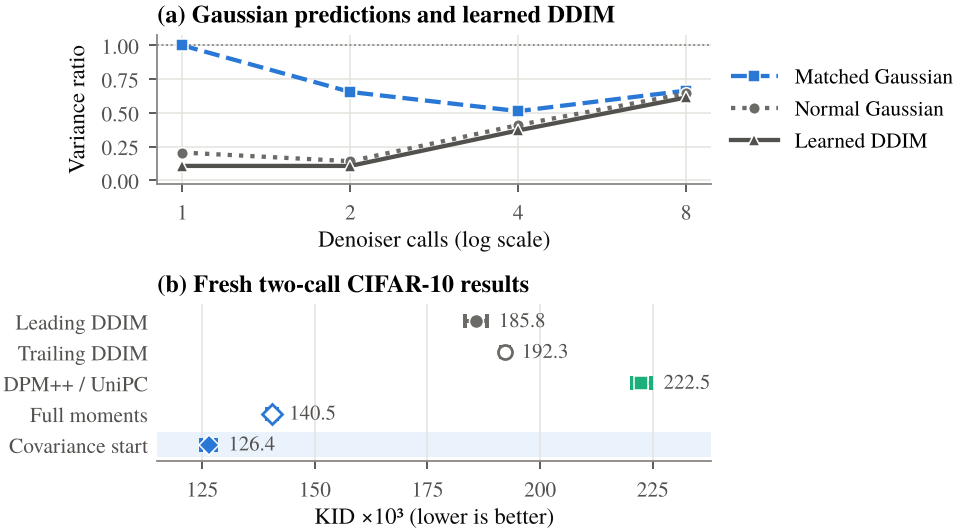 (a) Gaussian predictions and learned DDIM
Variance ratio
1.00
0.75
0.50
0.25
0.00
1 2 4 8
Denoiser calls (log scale)
Matched Gaussian
Normal Gaussian
Learned DDIM
(b) Fresh two-call CIFAR-10 results
Leading DDIM 185.8
Trailing DDIM 192.3
DPM++ / UniPC 222.5
Full moments 140.5
Covariance start 126.4
125 150 175 200 225
KID ×10³ (lower is better)